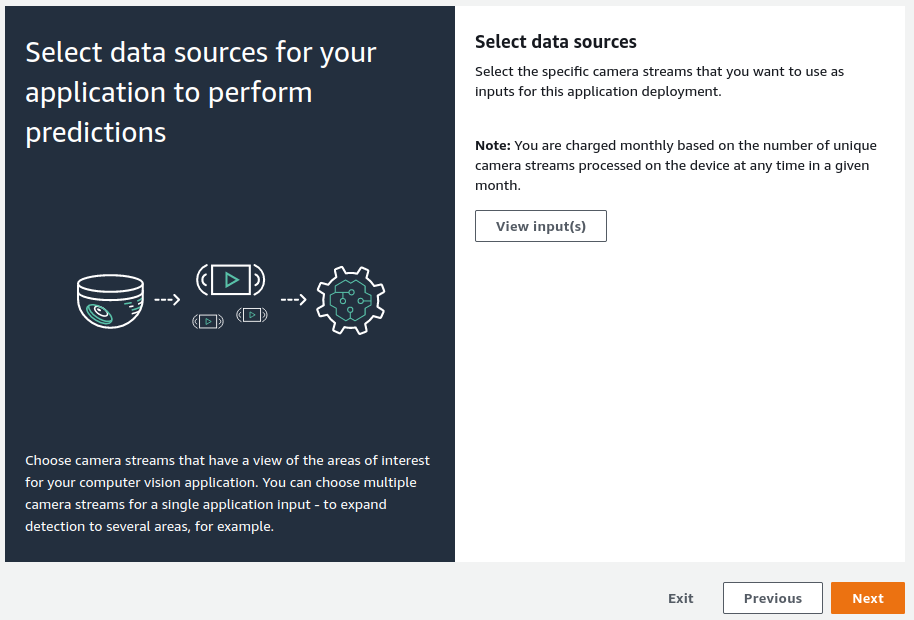 Select data sources for your
application to perform
predictions
Choose camera streams that have a view of the areas of interest
for your computer vision application. You can choose multiple
camera streams for a single application input - to expand
detection to several areas, for example.
Select data sources
Select the specific camera streams that you want to use as
inputs for this application deployment.
Note: You are charged monthly based on the number of unique
camera streams processed on the device at any time in a given
month.
View input(s)
Exit
Previous
Next